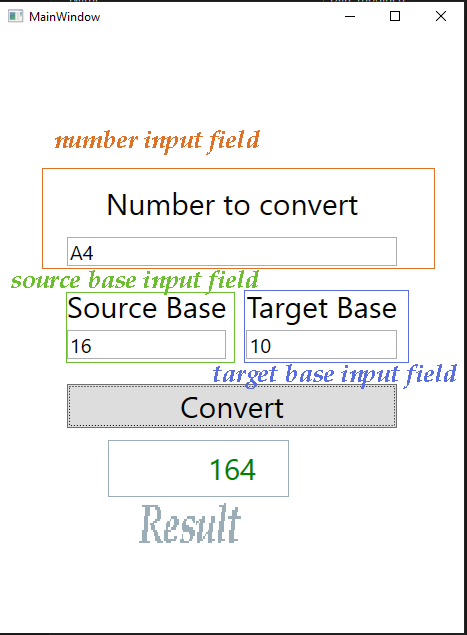 MainWindow
number input field
Number to convert
A4
source base input field
Source Base Target Base
16 10
target base input field
Convert
164
Result